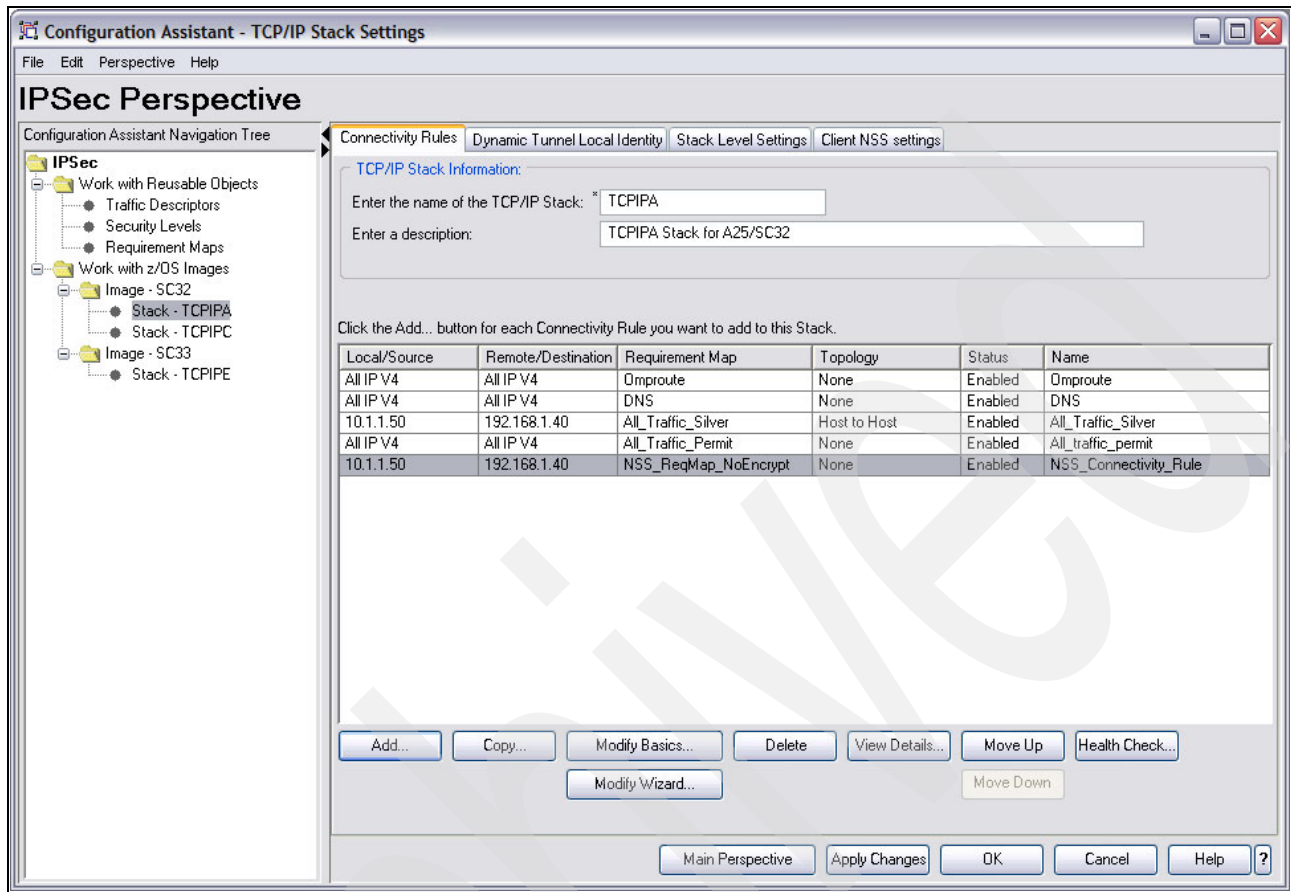 Configuration Assistant - TCP/IP Stack Settings
File Edit Perspective Help
IPSec Perspective
Configuration Assistant Navigation Tree
IPSec
Work with Reusable Objects
Traffic Descriptors
Security Levels
Requirement Maps
Work with z/OS Images
Image - SC32
Stack - TCPIPA
Stack - TCPIPC
Image - SC33
Stack - TCPIPE
Connectivity Rules Dynamic Tunnel Local Identity Stack Level Settings Client NSS settings
TCP/IP Stack Information:
Enter the name of the TCP/IP Stack: * TCPIPA
Enter a description: TCPIPA Stack for A25/SC32
Click the Add... button for each Connectivity Rule you want to add to this Stack.
Local/Source Remote/Destination Requirement Map Topology Status Name
All IP V4 All IP V4 Omproute None Enabled Omproute
All IP V4 All IP V4 DNS None Enabled DNS
10.1.1.50 192.168.1.40 All_Traffic_Silver Host to Host Enabled All_Traffic_Silver
All IP V4 All IP V4 All_Traffic_Permit None Enabled All_traffic_permit
10.1.1.50 192.168.1.40 NSS_ReqMap_NoEncrypt None Enabled NSS_Connectivity_Rule
Add... Copy... Modify Basics... Delete View Details... Move Up Health Check...
Modify Wizard... Move Down
Main Perspective Apply Changes OK Cancel Help ?